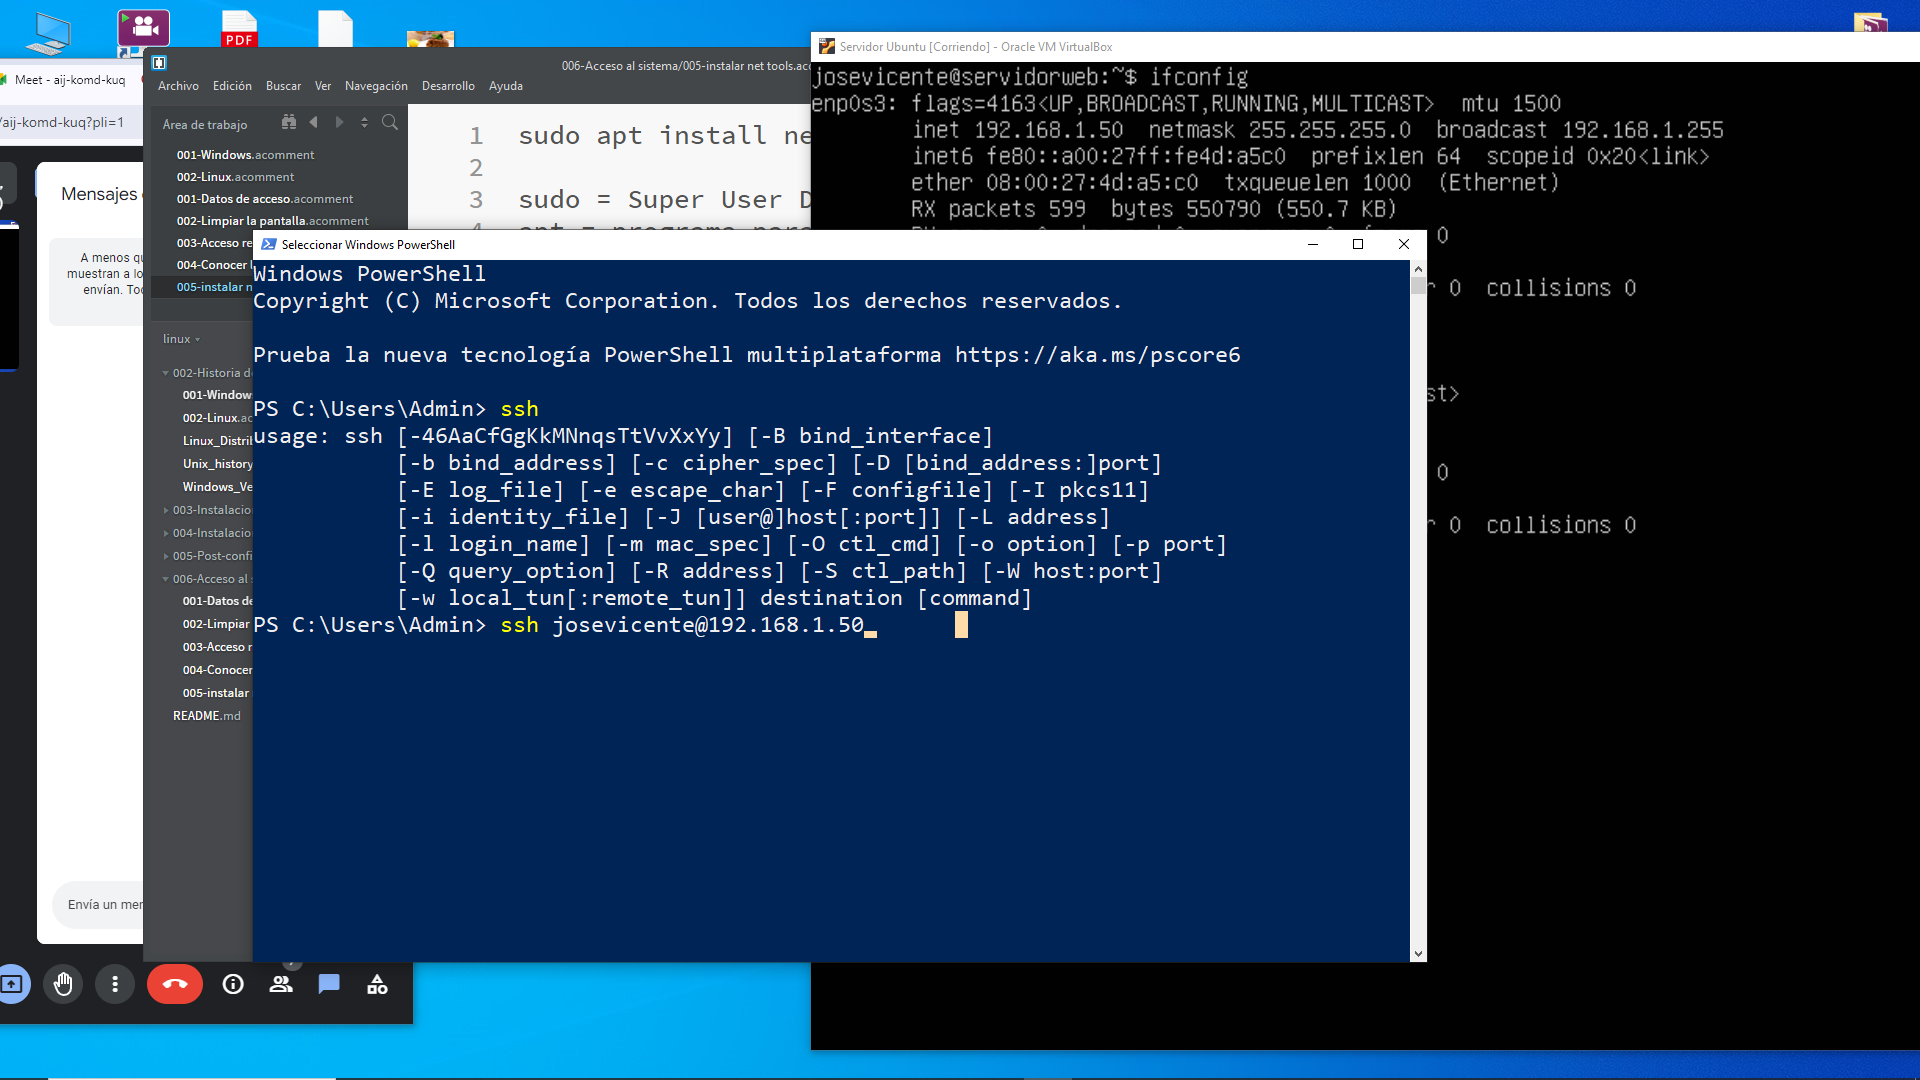 PDF
Meet - aij-komd-kuq
/aij-komd-kuq?pli=1
Mensajes
A menos qu
muestran a lo
envían. Toc
Envía un men
006-Acceso al sistema/005-instalar net tools.aco
Archivo Edición Buscar Ver Navegación Desarrollo Ayuda
Área de trabajo
001-Windows.acomment
002-Linux.acomment
001-Datos de acceso.acomment
002-Limpiar la pantalla.acomment
003-Acceso re
004-Conocer l
005-instalar n
linux
002-Historia de
001-Window
002-Linux.ac
Linux_Distril
Unix_history
Windows_Ve
003-Instalacio
004-Instalacio
005-Post-confi
006-Acceso al s
001-Datos de
002-Limpiar
003-Acceso r
004-Conocer
005-instalar
README.md
1 sudo apt install ne
2
3 sudo = Super User D
4 apt = programa para
Servidor Ubuntu [Corriendo] - Oracle VM VirtualBox
josevicente@servidorweb:~$ ifconfig
enp0s3: flags=4163<UP,BROADCAST,RUNNING,MULTICAST> mtu 1500
inet 192.168.1.50 netmask 255.255.255.0 broadcast 192.168.1.255
inet6 fe80::a00:27ff:fe4d:a5c0 prefixlen 64 scopeid 0x20<link>
ether 08:00:27:4d:a5:c0 txqueuelen 1000 (Ethernet)
RX packets 599 bytes 550790 (550.7 KB)
0
r 0 collisions 0
st>
0
r 0 collisions 0
Seleccionar Windows PowerShell
Windows PowerShell
Copyright (C) Microsoft Corporation. Todos los derechos reservados.
Prueba la nueva tecnología PowerShell multiplataforma https://aka.ms/pscore6
PS C:\Users\Admin> ssh
usage: ssh [-46AaCfGgKkMNnqsTtVvXxYy] [-B bind_interface]
[-b bind_address] [-c cipher_spec] [-D [bind_address:]port]
[-E log_file] [-e escape_char] [-F configfile] [-I pkcs11]
[-i identity_file] [-J [user@]host[:port]] [-L address]
[-l login_name] [-m mac_spec] [-O ctl_cmd] [-o option] [-p port]
[-Q query_option] [-R address] [-S ctl_path] [-W host:port]
[-w local_tun[:remote_tun]] destination [command]
PS C:\Users\Admin> ssh josevicente@192.168.1.50